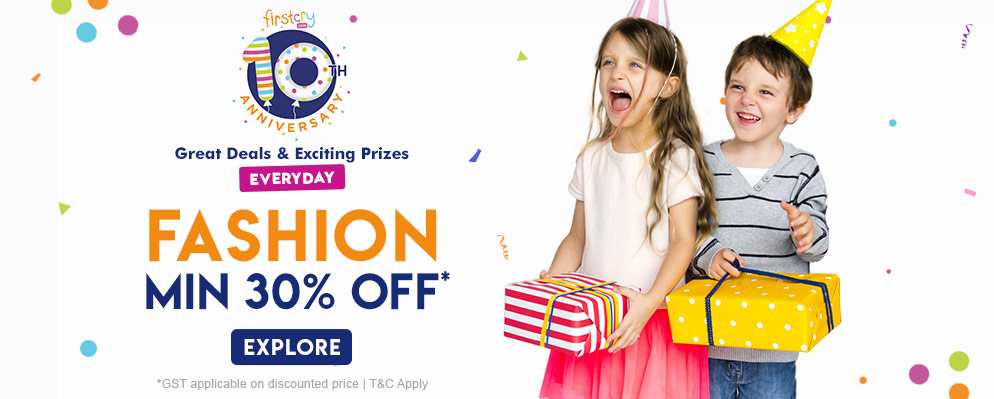 firstcry
.com
10TH
ANNIVERSARY
Great Deals & Exciting Prizes
EVERYDAY
FASHION
MIN 30% OFF*
EXPLORE
*GST applicable on discounted price | T&C Apply